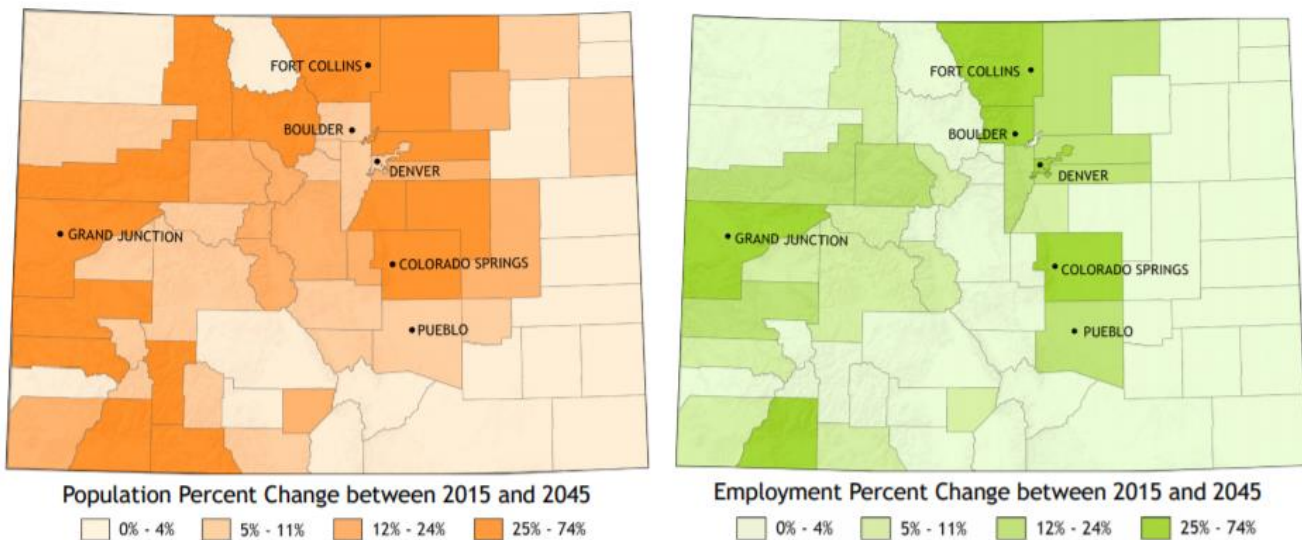 FORT COLLINS
BOULDER
DENVER
GRAND JUNCTION
COLORADO SPRINGS
PUEBLO
Population Percent Change between 2015 and 2045
0% - 4% 5% - 11% 12% - 24% 25% - 74%
FORT COLLINS
BOULDER
DENVER
GRAND JUNCTION
COLORADO SPRINGS
PUEBLO
Employment Percent Change between 2015 and 2045
0% - 4% 5% - 11% 12% - 24% 25% - 74%